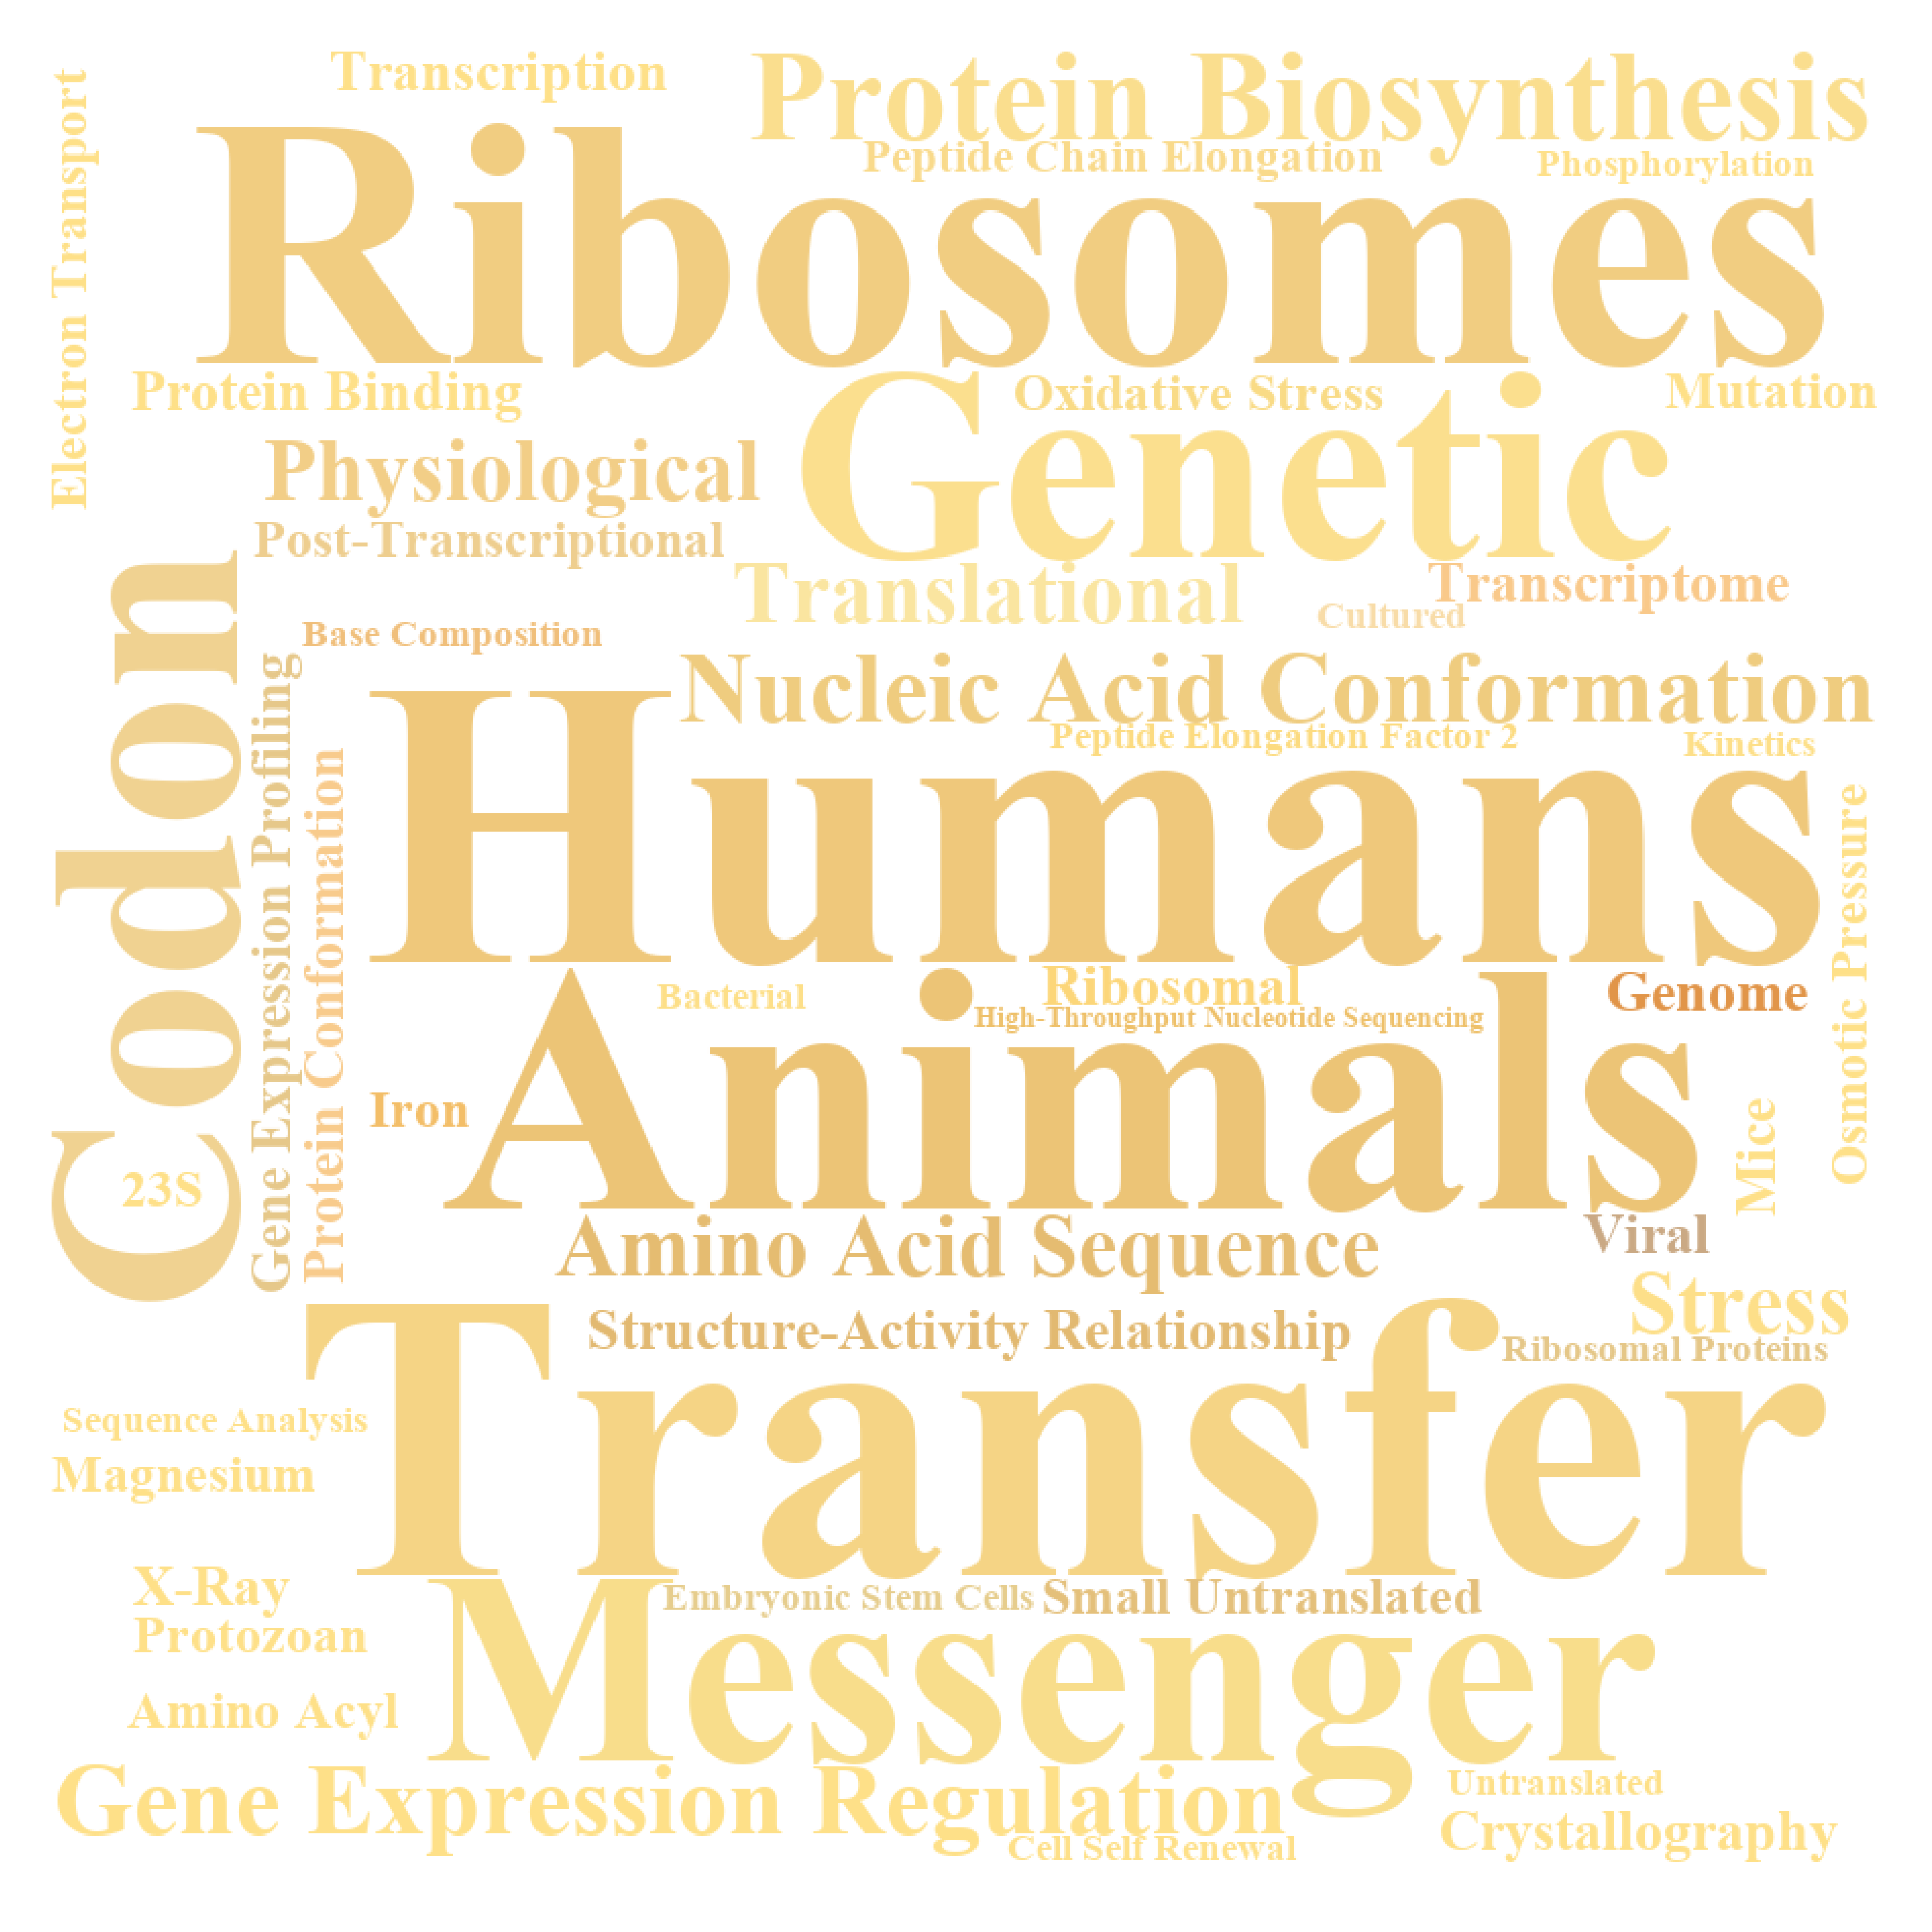 Transcription
Protein Biosynthesis
Electron Transport
Peptide Chain Elongation
Phosphorylation
Ribosomes
Protein Binding
Oxidative Stress
Mutation
Genetic
Physiological
Post-Transcriptional
Translational
Transcriptome
Cultured
Base Composition
Codon
Gene Expression Profiling
Protein Conformation
Nucleic Acid Conformation
Peptide Elongation Factor 2
Kinetics
Humans
Osmotic Pressure
Bacterial
Ribosomal
Genome
High-Throughput Nucleotide Sequencing
Animals
Iron
Mice
23S
Amino Acid Sequence
Viral
Stress
Structure-Activity Relationship
Ribosomal Proteins
Transfer
Sequence Analysis
Magnesium
X-Ray
Embryonic Stem Cells
Small Untranslated
Protozoan
Messenger
Amino Acyl
Gene Expression Regulation
Untranslated
Cell Self Renewal
Crystallography